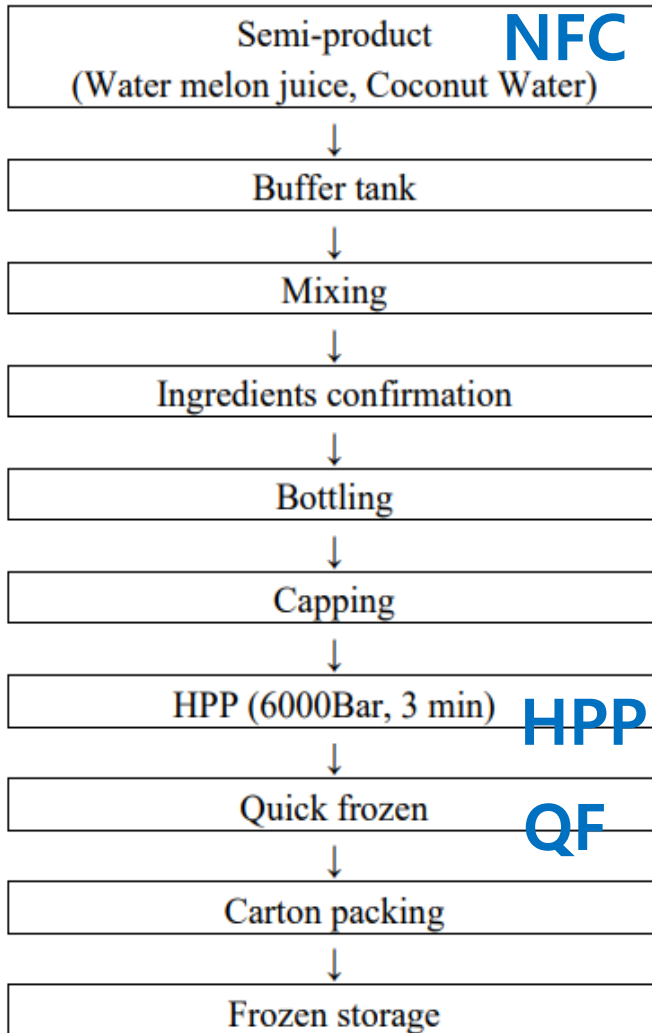 Semi-product NFC
(Water melon juice, Coconut Water)
↓
Buffer tank
↓
Mixing
↓
Ingredients confirmation
↓
Bottling
↓
Capping
↓
HPP (6000Bar, 3 min) HPP
↓
Quick frozen QF
↓
Carton packing
↓
Frozen storage